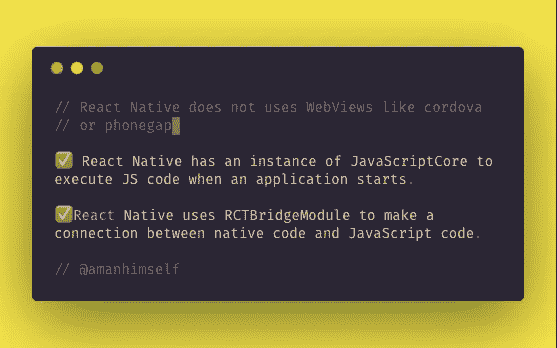 // React Native does not uses WebViews like cordova
// or phonegap
✅ React Native has an instance of JavaScriptCore to
execute JS code when an application starts.
✅React Native uses RCTBridgeModule to make a
connection between native code and JavaScript code.
// @amanhimself